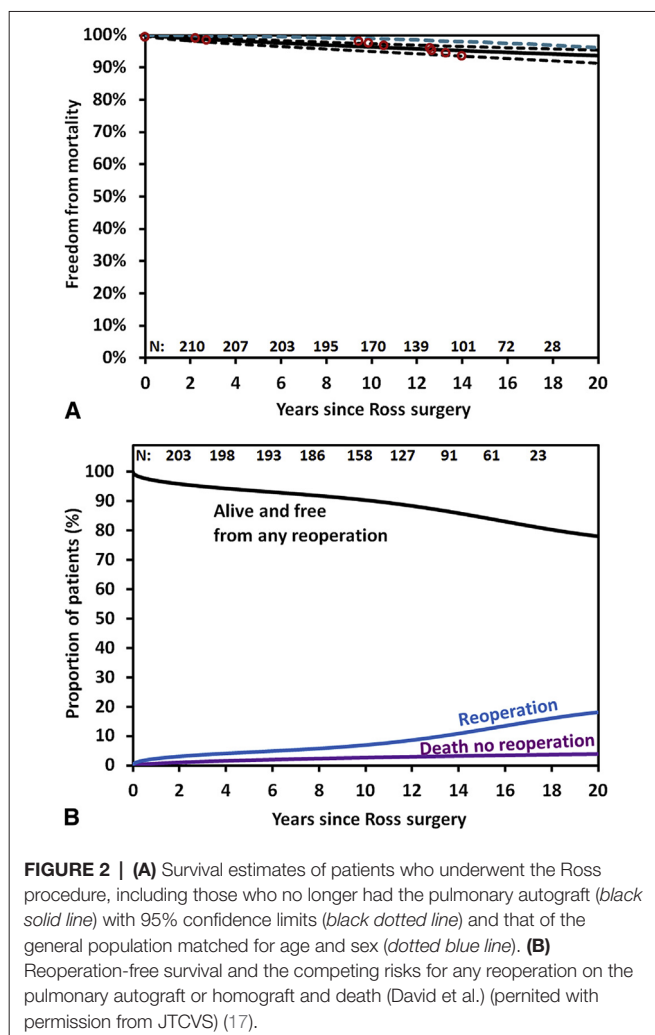 100%
90%
80%
70%
60%
50%
40%
30%
20%
10%
0%
Freedom from mortality
N: 210 207 203 195 170 139 101 72 28
0 2 4 6 8 10 12 14 16 18 20
Years since Ross surgery
A
N: 203 198 193 186 158 127 91 61 23
100
90
80
70
60
50
40
30
20
10
0
Proportion of patients (%)
Alive and free
from any reoperation
Reoperation
Death no reoperation
0 2 4 6 8 10 12 14 16 18 20
Years since Ross surgery
B
FIGURE 2 | (A) Survival estimates of patients who underwent the Ross
procedure, including those who no longer had the pulmonary autograft (black
solid line) with 95% confidence limits (black dotted line) and that of the
general population matched for age and sex (dotted blue line). (B)
Reoperation-free survival and the competing risks for any reoperation on the
pulmonary autograft or homograft and death (David et al.) (pernited with
permission from JTCVS) (17).